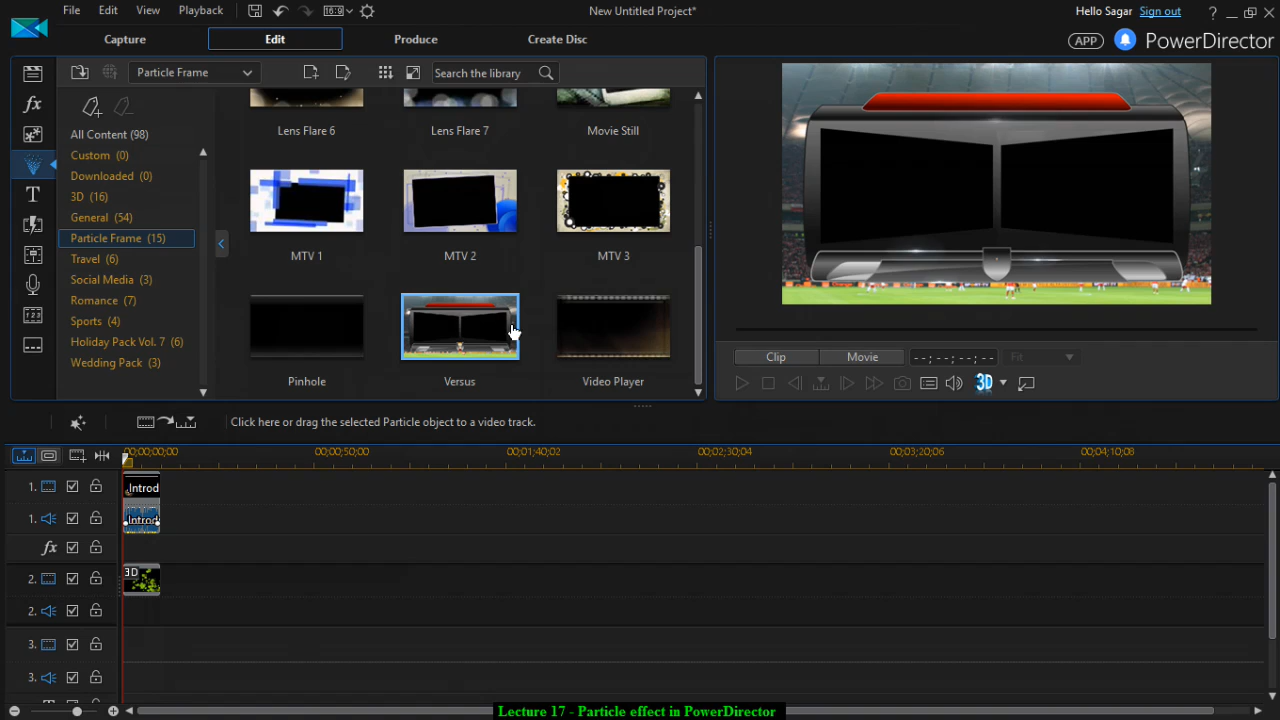 File Edit View Playback 16:9 New Untitled Project* Hello Sagar Sign out ?
Capture Edit Produce Create Disc APP PowerDirector
Particle Frame Search the library
All Content (98)
Custom (0)
Downloaded (0)
3D (16)
General (54)
Particle Frame (15)
Travel (6)
Social Media (3)
Romance (7)
Sports (4)
Holiday Pack Vol. 7 (6)
Wedding Pack (3)
Lens Flare 6 Lens Flare 7 Movie Still
MTV 1 MTV 2 MTV 3
Pinhole Versus Video Player
Clip Movie --;--;--;-- Fit
3D
Click here or drag the selected Particle object to a video track.
00;00;00;00 00;00;50;00 00;01;40;02 00;02;30;04 00;03;20;06 00;04;10;08
1. Introd
1. Introd
fx
2. 3D
2.
3.
3.
T
Lecture 17 - Particle effect in PowerDirector